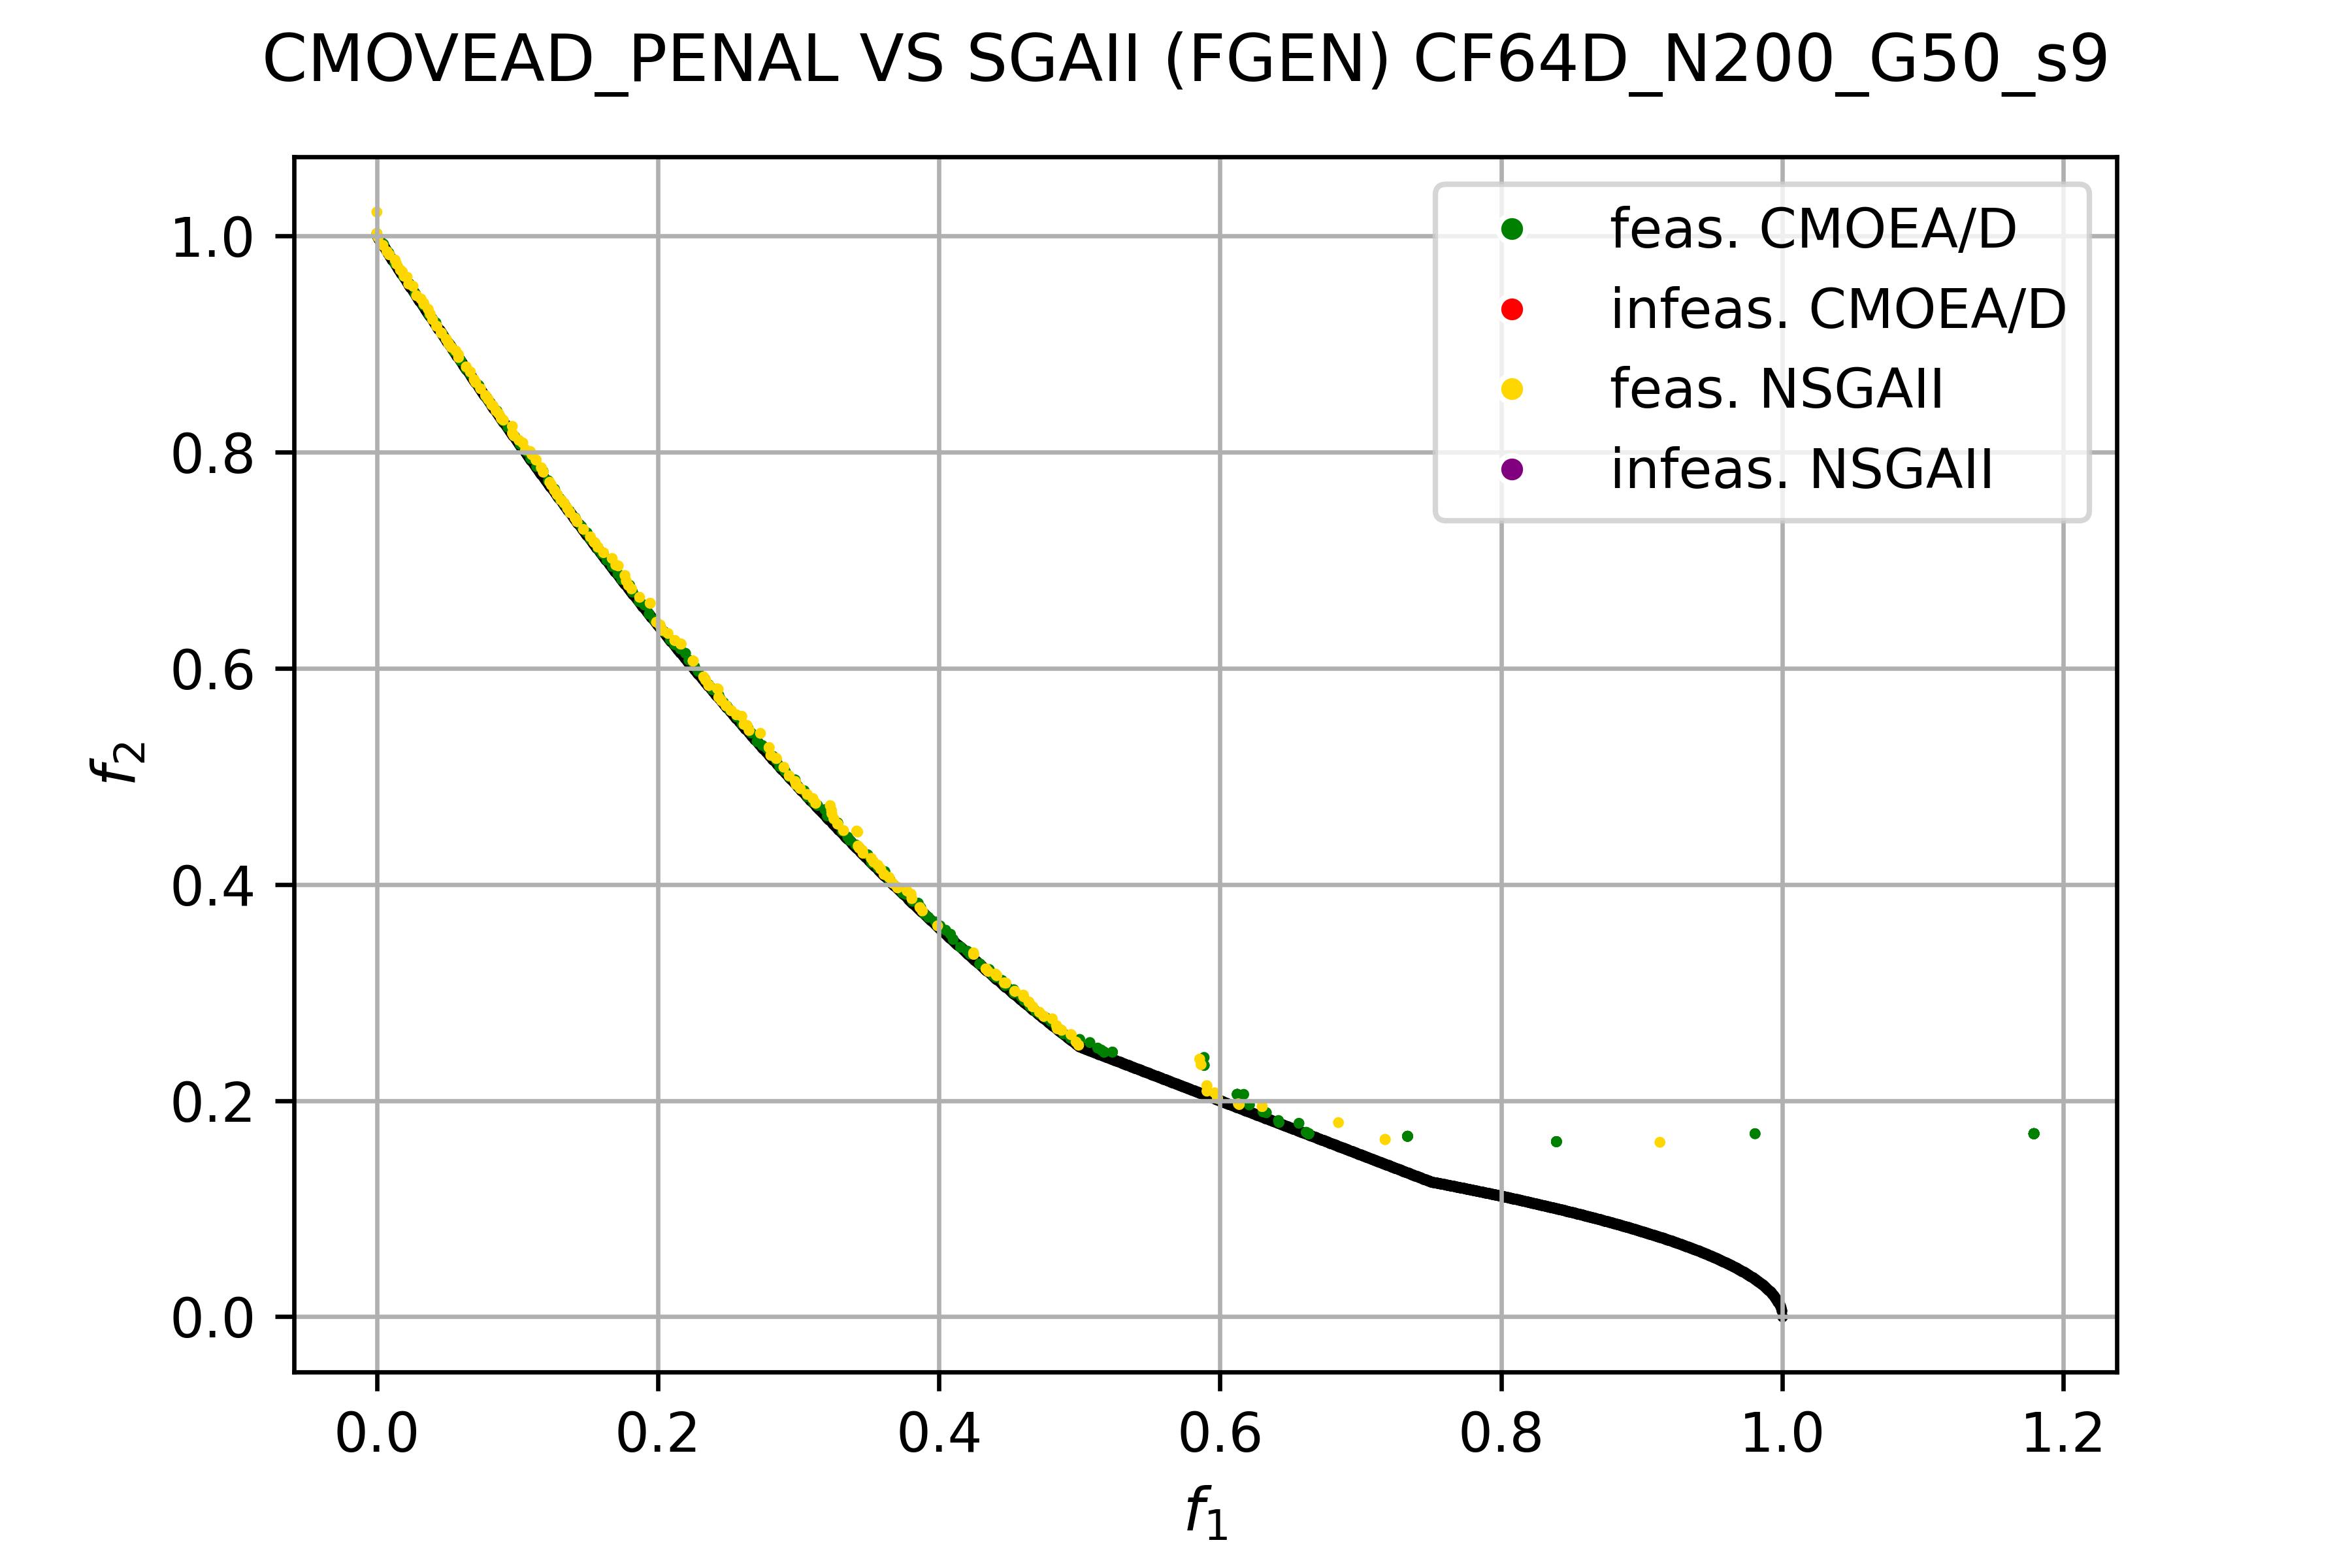 CMOVEAD_PENAL VS SGAII (FGEN) CF64D_N200_G50_s9
feas. CMOEA/D
infeas. CMOEA/D
feas. NSGAII
infeas. NSGAII
1.0
0.8
0.6
0.4
0.2
0.0
f2
0.0 0.2 0.4 0.6 0.8 1.0 1.2
f1